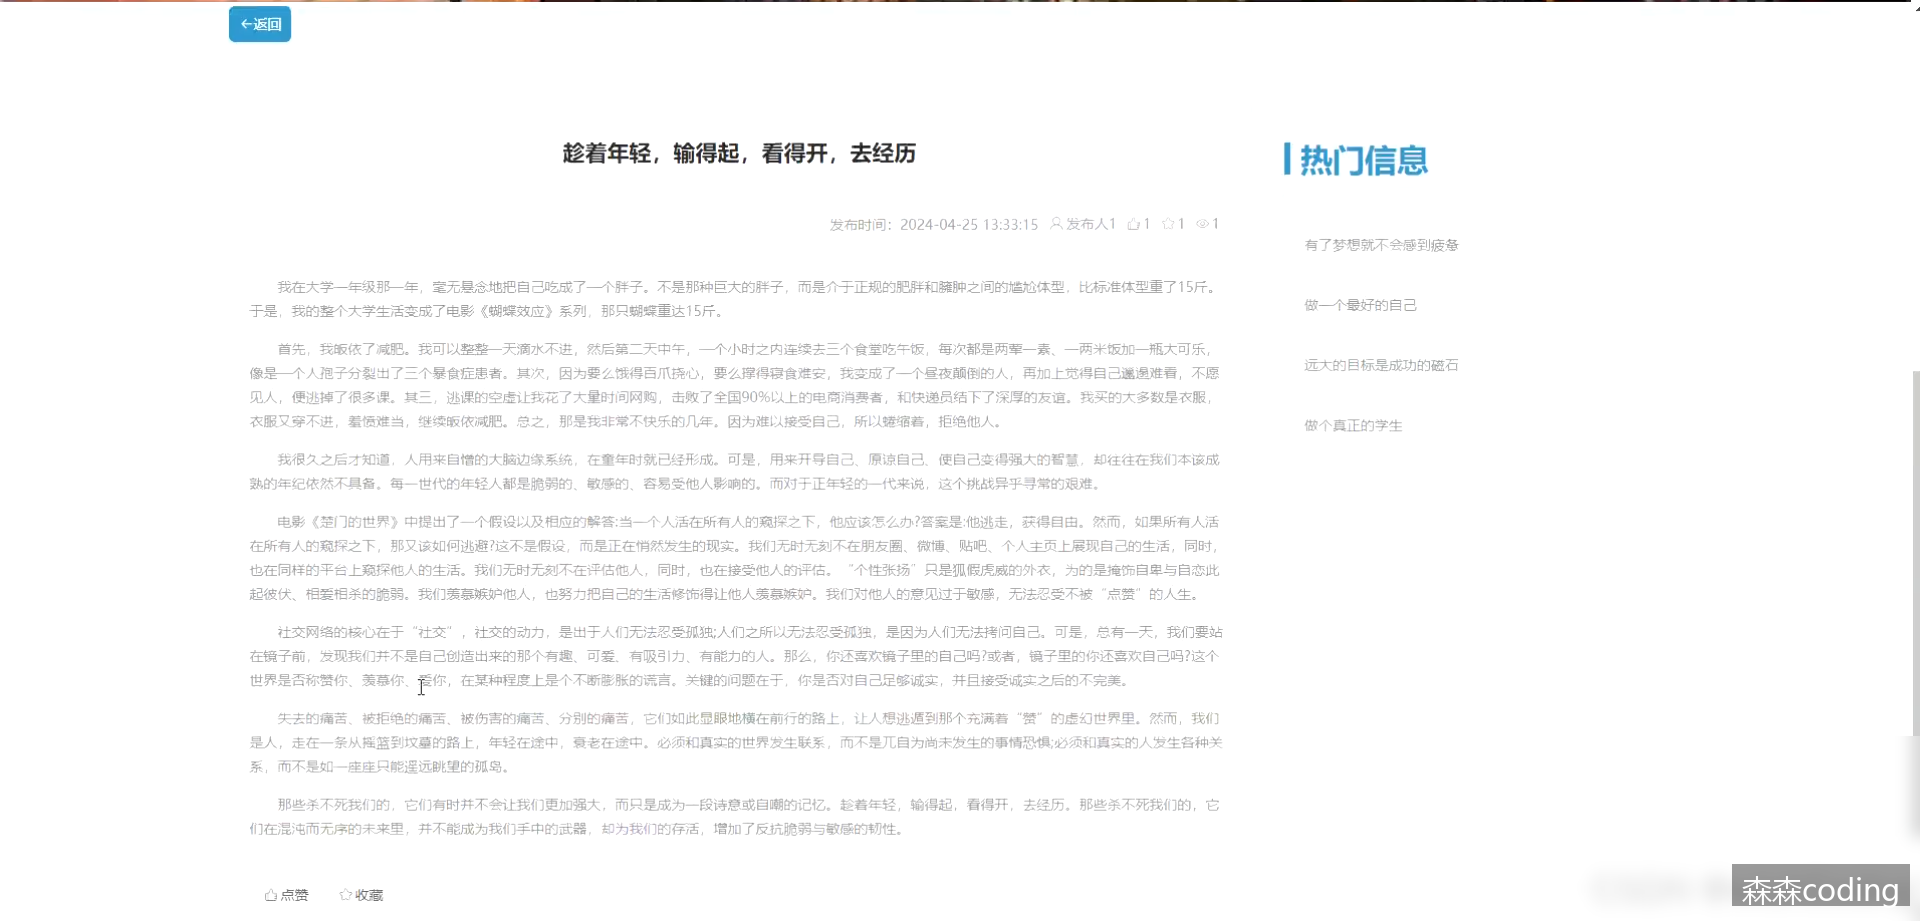 ←返回
趁着年轻，输得起，看得开，去经历
发布时间：2024-04-25 13:33:15 发布人1 1 1 1
我在大学一年级那一年，毫无悬念地把自己吃成了一个胖子。不是那种巨大的胖子，而是介于正规的肥胖和臃肿之间的尴尬体型，比标准体型重了15斤。
于是，我的整个大学生活变成了电影《蝴蝶效应》系列，那只蝴蝶重达15斤。
首先，我皈依了减肥。我可以整整一天滴水不进，然后第二天中午，一个小时之内连续去三个食堂吃午饭，每次都是两荤一素、一两米饭加一瓶大可乐，
像是一个人孢子分裂出了三个暴食症患者。其次，因为要么饿得百爪挠心，要么撑得寝食难安，我变成了一个昼夜颠倒的人，再加上觉得自己邋遢难看，不愿
见人，便逃掉了很多课。其三，逃课的空虚让我花了大量时间网购，击败了全国90%以上的电商消费者，和快递员结下了深厚的友谊。我买的大多数是衣服，
衣服又穿不进，羞愤难当，继续皈依减肥。总之，那是我非常不快乐的几年。因为难以接受自己，所以蜷缩着，拒绝他人。
我很久之后才知道，人用来自憎的大脑边缘系统，在童年时就已经形成。可是，用来开导自己、原谅自己、使自己变得强大的智慧，却往往在我们本该成
熟的年纪依然不具备。每一世代的年轻人都是脆弱的、敏感的、容易受他人影响的。而对于正年轻的一代来说，这个挑战异乎寻常的艰难。
电影《楚门的世界》中提出了一个假设以及相应的解答:当一个人活在所有人的窥探之下，他应该怎么办?答案是:他逃走，获得自由。然而，如果所有人活
在所有人的窥探之下，那又该如何逃避?这不是假设，而是正在悄然发生的现实。我们无时无刻不在朋友圈、微博、贴吧、个人主页上展现自己的生活，同时，
也在同样的平台上窥探他人的生活。我们无时无刻不在评估他人，同时，也在接受他人的评估。“个性张扬”只是狐假虎威的外衣，为的是掩饰自卑与自恋此
起彼伏、相爱相杀的脆弱。我们羡慕嫉妒他人，也努力把自己的生活修饰得让他人羡慕嫉妒。我们对他人的意见过于敏感，无法忍受不被“点赞”的人生。
社交网络的核心在于“社交”，社交的动力，是出于人们无法忍受孤独;人们之所以无法忍受孤独，是因为人们无法拷问自己。可是，总有一天，我们要站
在镜子前，发现我们并不是自己创造出来的那个有趣、可爱、有吸引力、有能力的人。那么，你还喜欢镜子里的自己吗?或者，镜子里的你还喜欢自己吗?这个
世界是否称赞你、羡慕你、爱你，在某种程度上是个不断膨胀的谎言。关键的问题在于，你是否对自己足够诚实，并且接受诚实之后的不完美。
失去的痛苦、被拒绝的痛苦、被伤害的痛苦、分别的痛苦，它们如此显眼地横在前行的路上，让人想逃遁到那个充满着“赞”的虚幻世界里。然而，我们
是人，走在一条从摇篮到坟墓的路上，年轻在途中，衰老在途中。必须和真实的世界发生联系，而不是兀自为尚未发生的事情恐惧;必须和真实的人发生各种关
系，而不是如一座座只能遥远眺望的孤岛。
那些杀不死我们的，它们有时并不会让我们更加强大，而只是成为一段诗意或自嘲的记忆。趁着年轻，输得起，看得开，去经历。那些杀不死我们的，它
们在混沌而无序的未来里，并不能成为我们手中的武器，却为我们的存活，增加了反抗脆弱与敏感的韧性。
点赞 收藏
热门信息
有了梦想就不会感到疲惫
做一个最好的自己
远大的目标是成功的磁石
做个真正的学生
森森coding